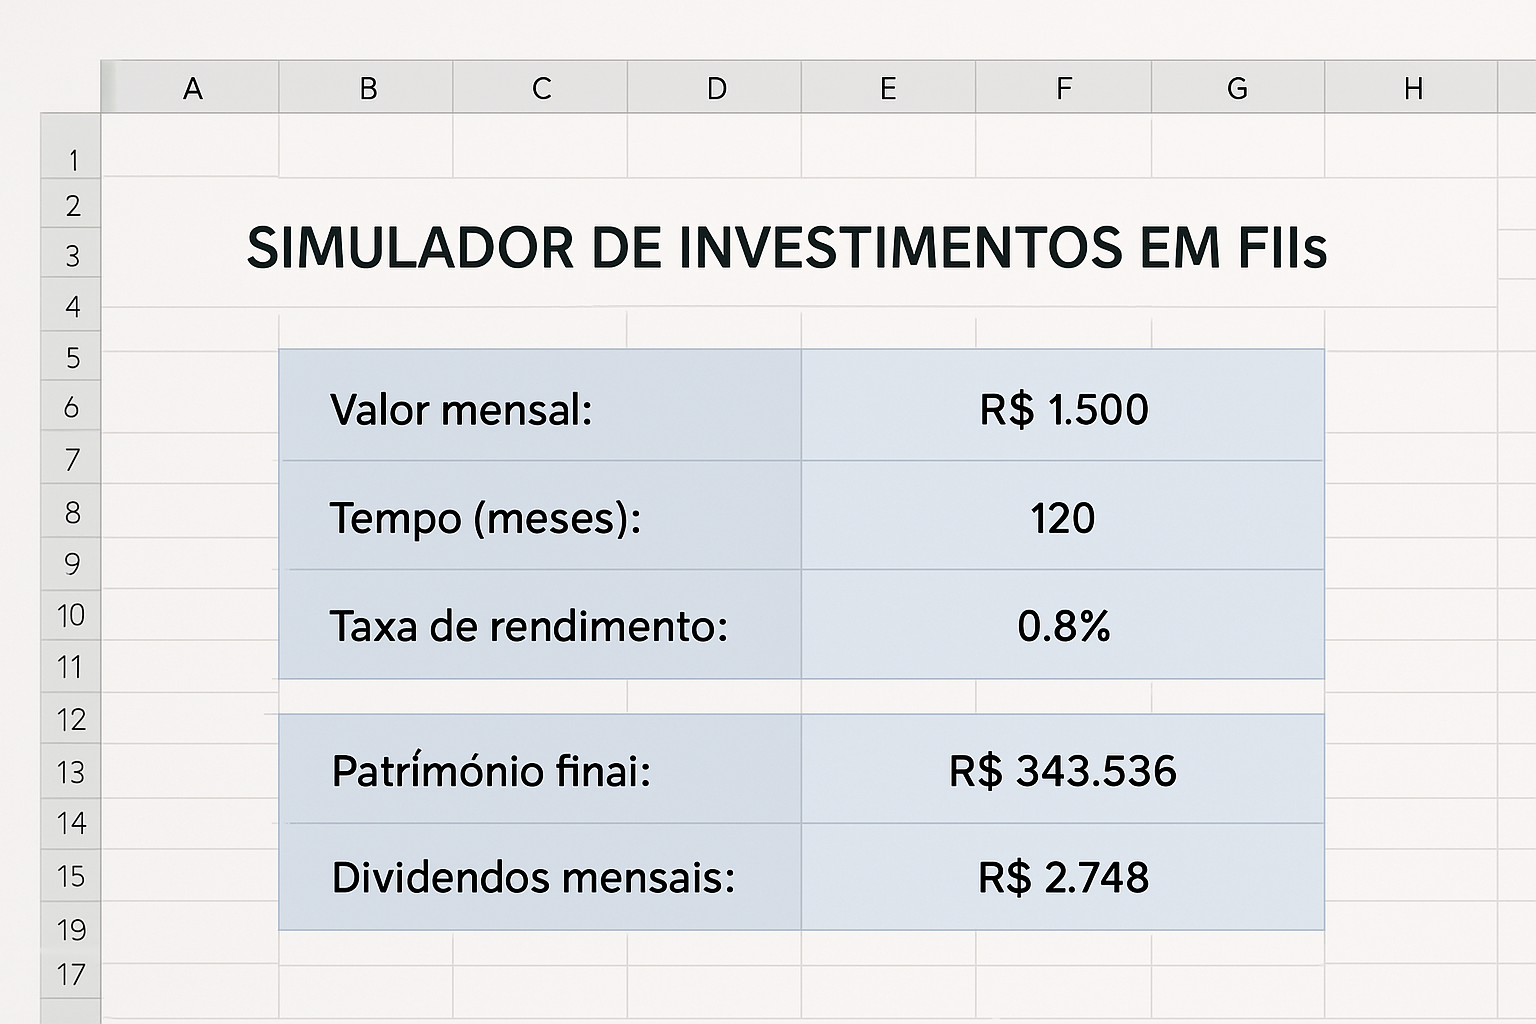 A B C D E F G H
1
2
SIMULADOR DE INVESTIMENTOS EM FIIs
3
4
5
Valor mensal: R$ 1.500
6
7
Tempo (meses): 120
8
9
10
Taxa de rendimento: 0.8%
11
12
13
Patrímónio finai: R$ 343.536
14
15
Dividendos mensais: R$ 2.748
19
17